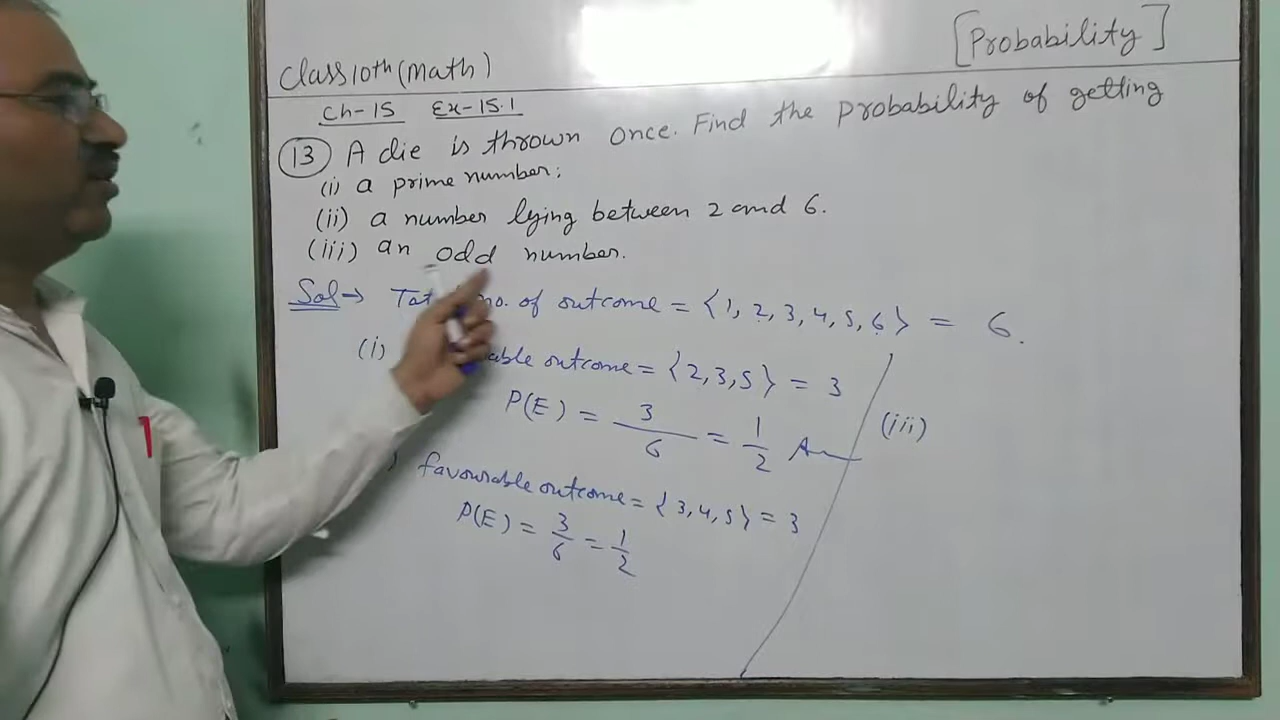 [Probability]
Class 10th (Math)
Ch-15 Ex-15.1
(13) A die is thrown once. Find the probability of getting
(i) a prime number;
(ii) a number lying between 2 and 6.
(iii) an odd number.
Sol→ no. of outcome = {1, 2, 3, 4, 5, 6} = 6.
(i) outcome = {2, 3, 5} = 3
P(E) = 3/6 = 1/2 An
(iii)
favourable outcome = {3, 4, 5} = 3
P(E) = 3/6 = 1/2